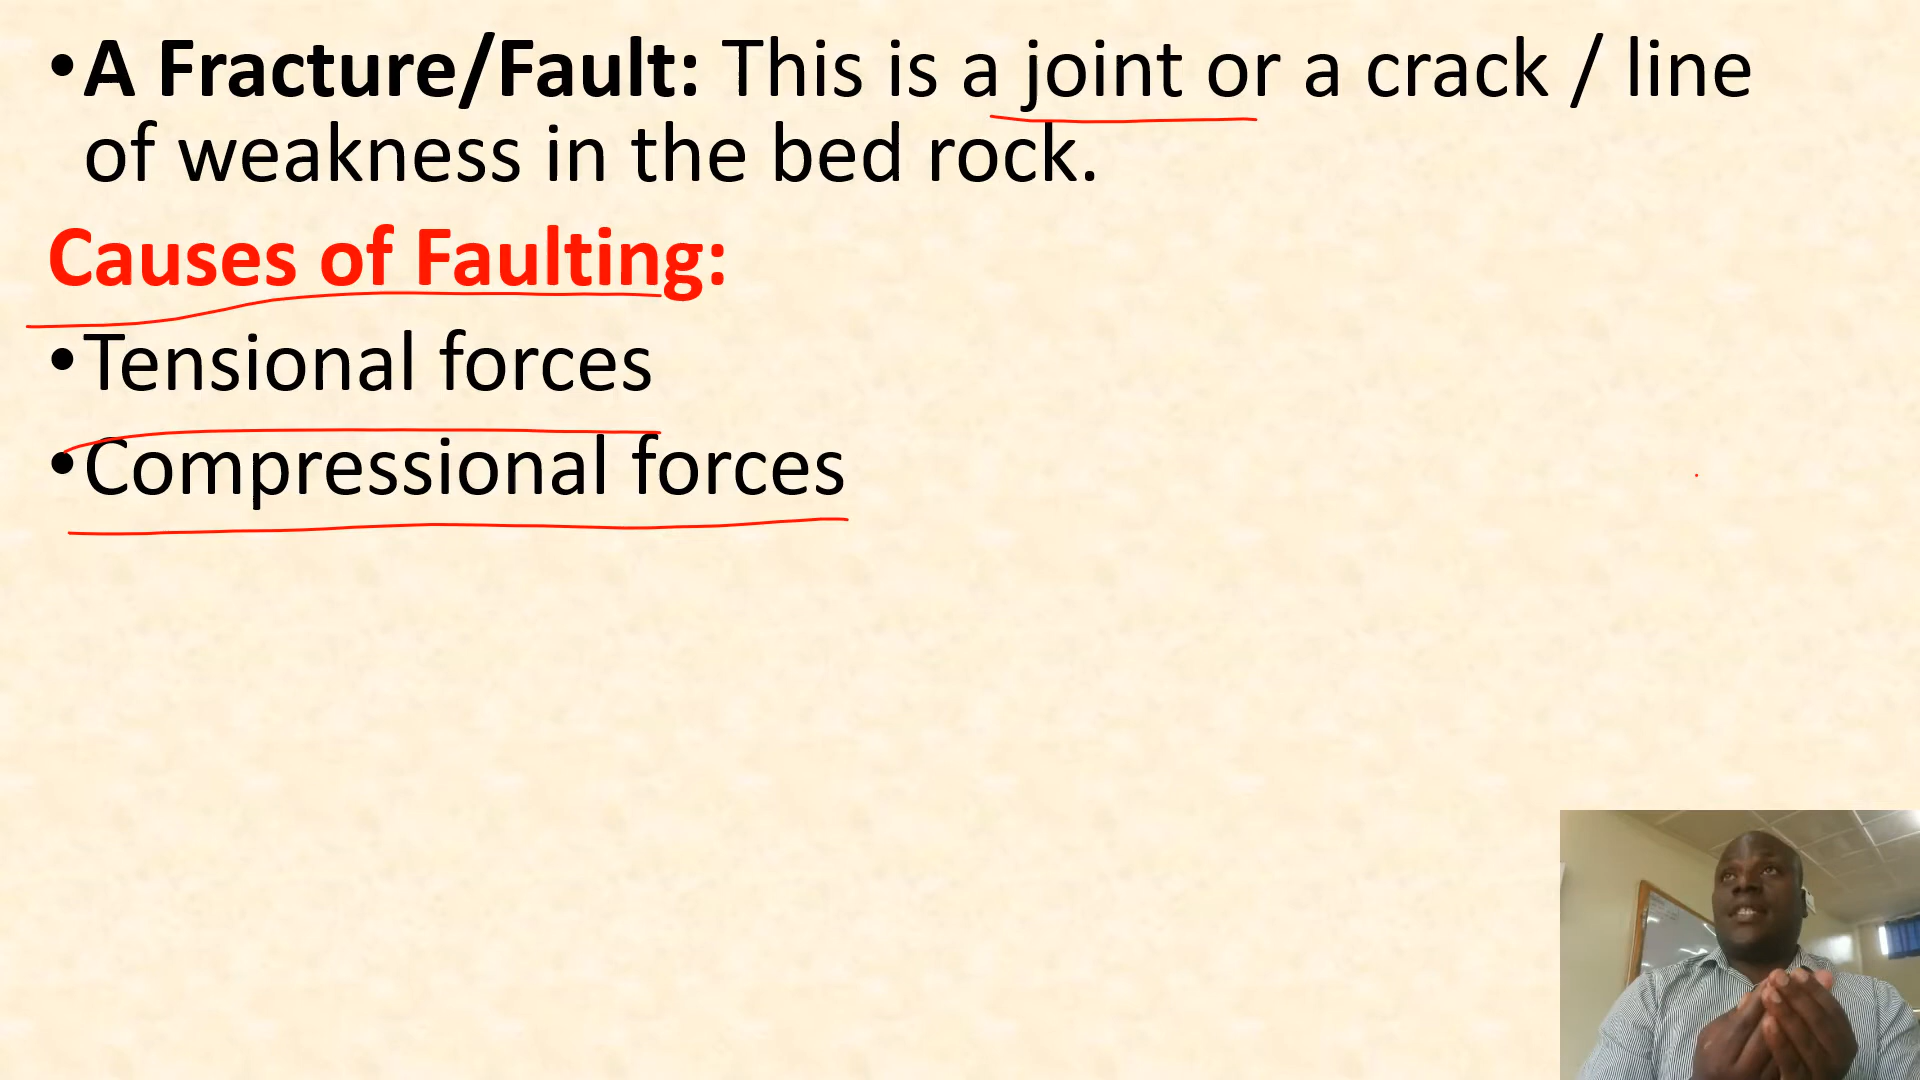 •A Fracture/Fault: This is a joint or a crack / line
of weakness in the bed rock.
Causes of Faulting:
•Tensional forces
•Compressional forces